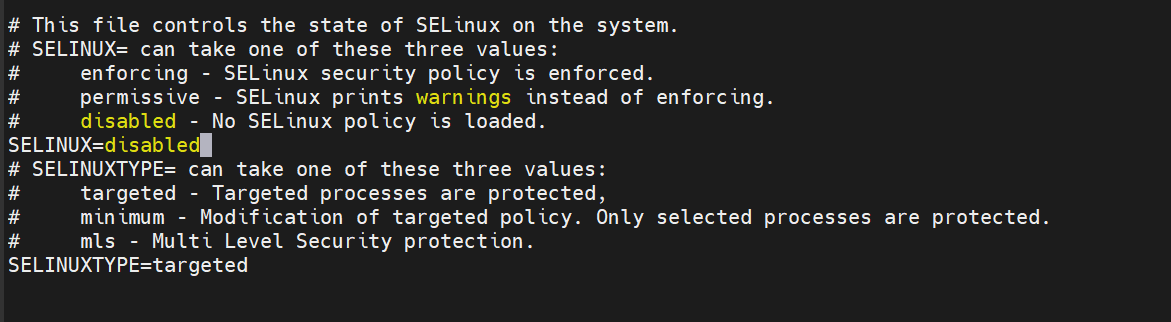 # This file controls the state of SELinux on the system.
# SELINUX= can take one of these three values:
#     enforcing - SELinux security policy is enforced.
#     permissive - SELinux prints warnings instead of enforcing.
#     disabled - No SELinux policy is loaded.
SELINUX=disabled
# SELINUXTYPE= can take one of these three values:
#     targeted - Targeted processes are protected,
#     minimum - Modification of targeted policy. Only selected processes are protected.
#     mls - Multi Level Security protection.
SELINUXTYPE=targeted